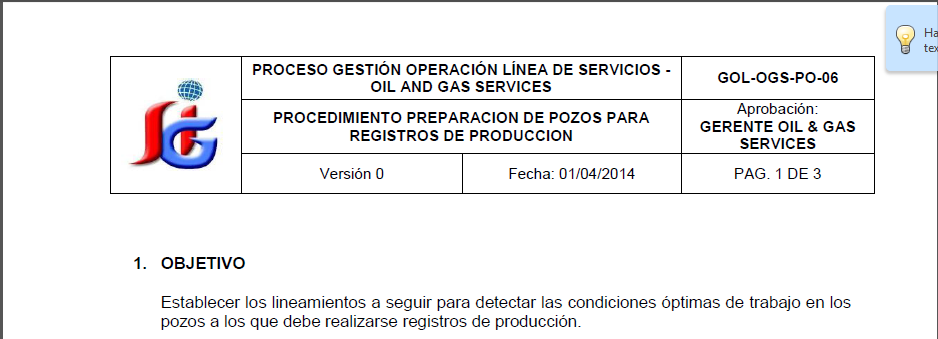 PROCESO GESTIÓN OPERACIÓN LÍNEA DE SERVICIOS -
OIL AND GAS SERVICES
GOL-OGS-PO-06
PROCEDIMIENTO PREPARACION DE POZOS PARA
REGISTROS DE PRODUCCION
Aprobación:
GERENTE OIL & GAS
SERVICES
Versión 0
Fecha: 01/04/2014
PAG. 1 DE 3
1. OBJETIVO
Establecer los lineamientos a seguir para detectar las condiciones óptimas de trabajo en los
pozos a los que debe realizarse registros de producción.